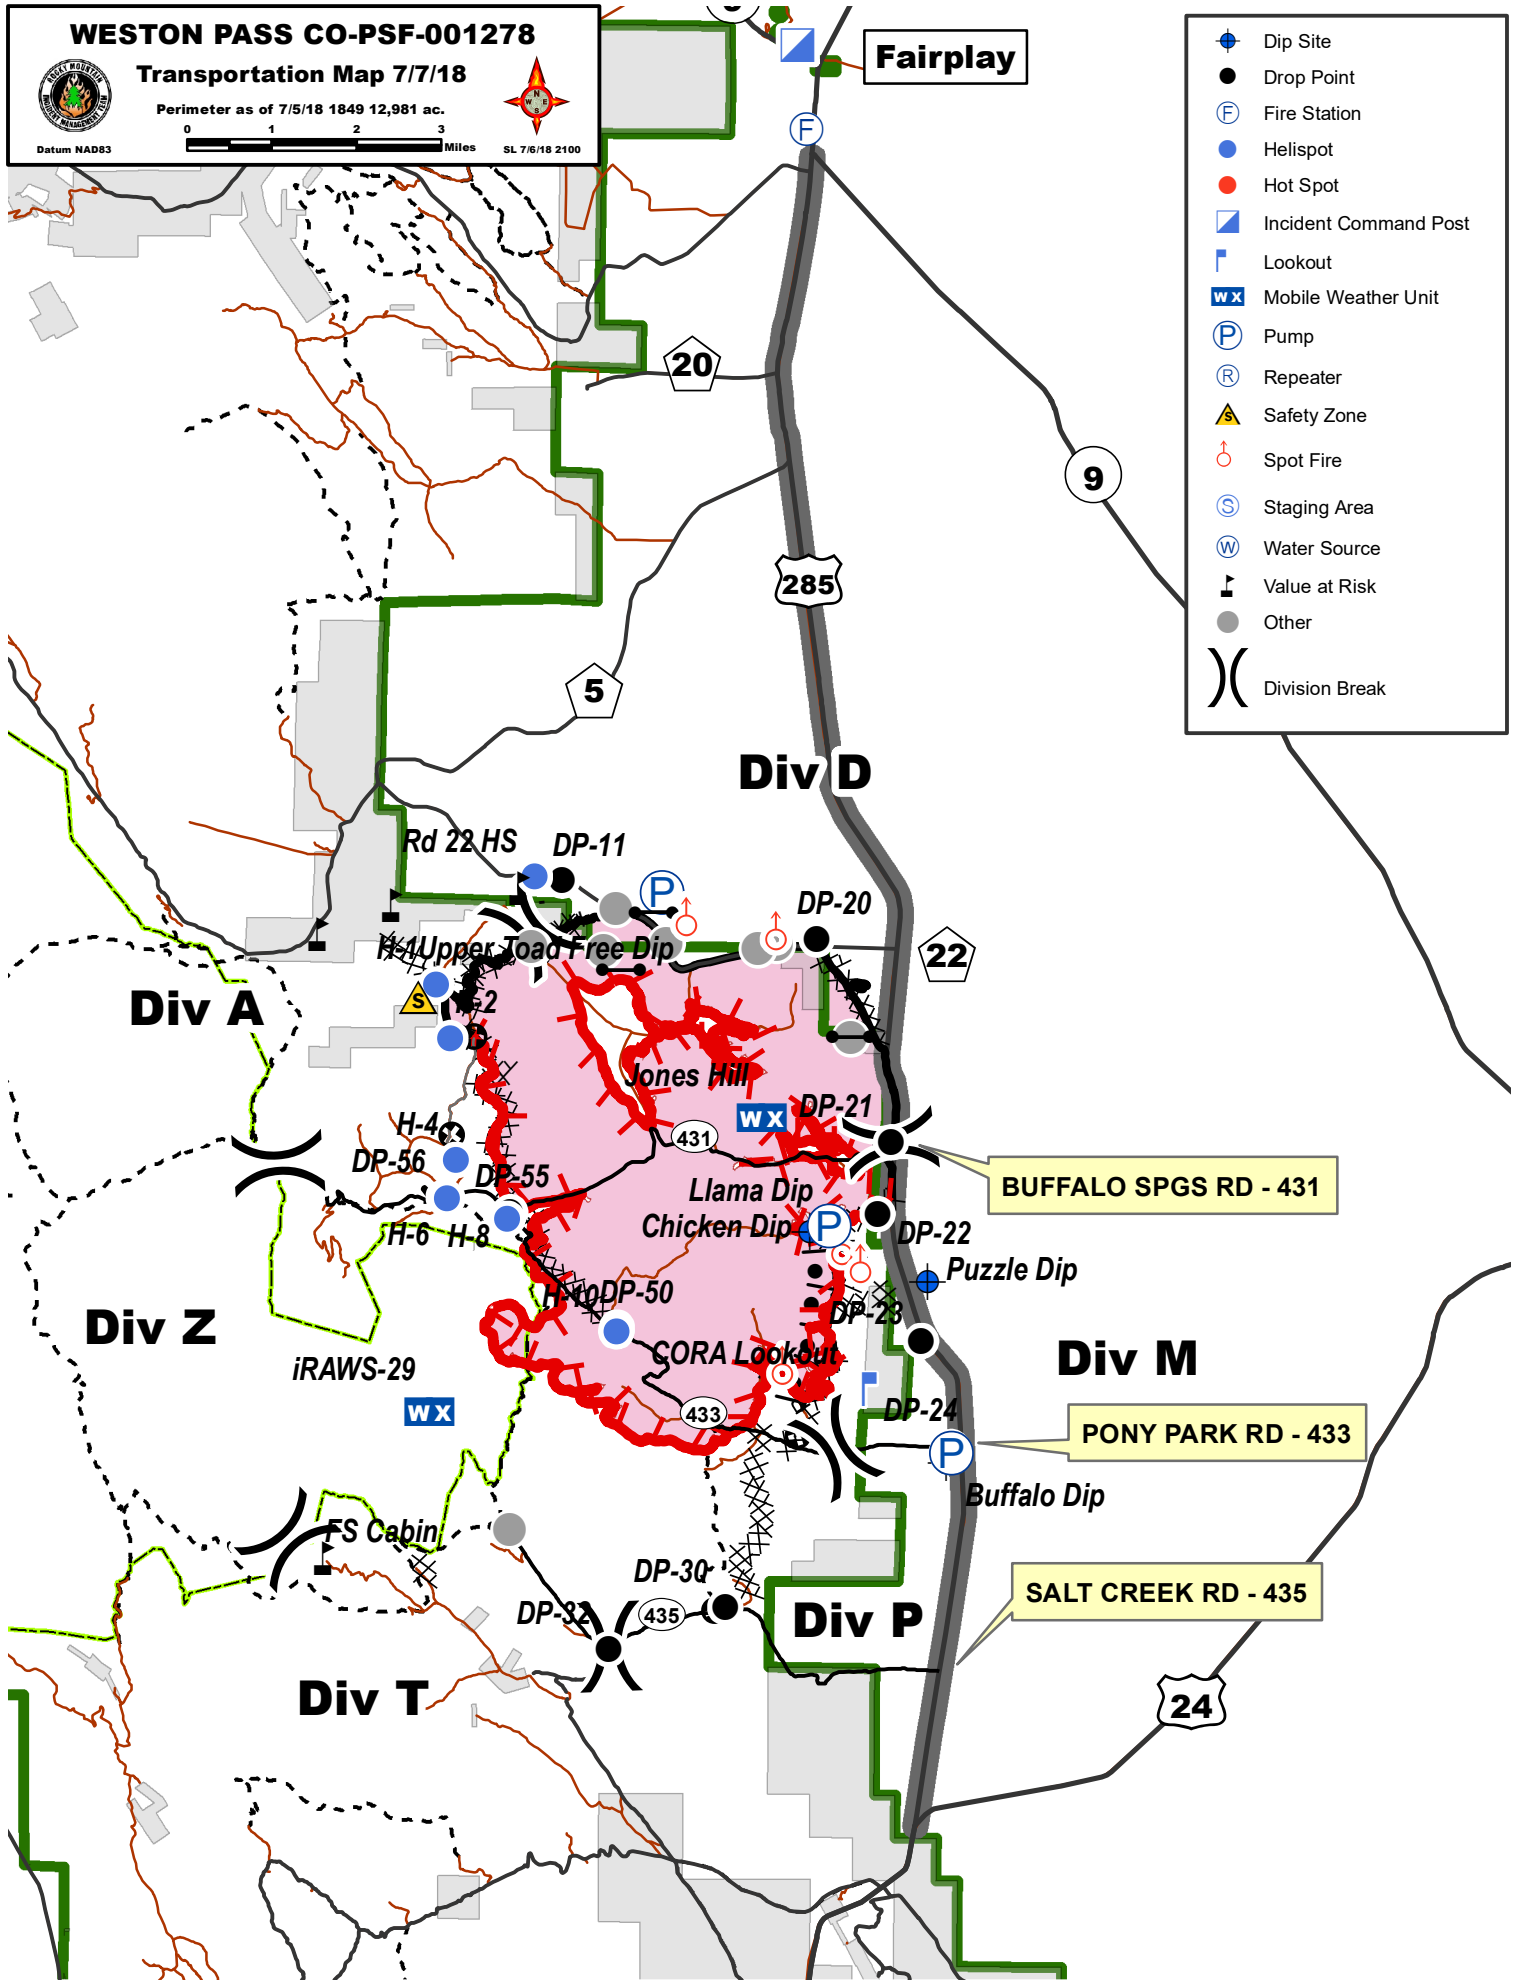 WESTON PASS CO-PSF-001278
Transportation Map 7/7/18
Perimeter as of 7/5/18 1849 12,981 ac.
0 1 2 3
Miles
Datum NAD83
SL 7/6/18 2100
ROCKY MOUNTAIN
INCIDENT MANAGEMENT TEAM
N
W E
S
Fairplay
Dip Site
Drop Point
F Fire Station
Helispot
Hot Spot
Incident Command Post
Lookout
W X Mobile Weather Unit
P Pump
R Repeater
S Safety Zone
Spot Fire
S Staging Area
W Water Source
Value at Risk
Other
Division Break
F
20
9
285
5
Div D
Rd 22 HS
DP-11
P
DP-20
22
H-1
Upper Toad Free Dip
Div A
S
Jones Hill
W X
DP-21
431
H-4
DP-56
DP-55
BUFFALO SPGS RD - 431
Llama Dip
Chicken Dip
P
H-6
H-8
DP-22
Puzzle Dip
H-10
DP-50
DP-23
Div Z
CORA Lookout
Div M
iRAWS-29
W X
433
DP-24
PONY PARK RD - 433
P
Buffalo Dip
FS Cabin
DP-30
SALT CREEK RD - 435
DP-32
435
Div P
Div T
24